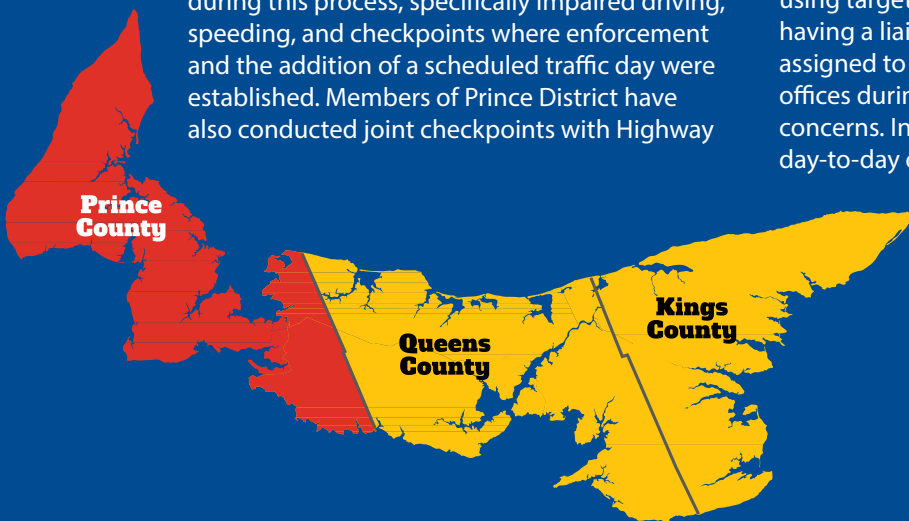 during this process, specifically impaired driving,
speeding, and checkpoints where enforcement
and the addition of a scheduled traffic day were
established. Members of Prince District have
also conducted joint checkpoints with Highway
using target
having a liai
assigned to
offices durin
concerns. In
day-to-day
Prince
County
Queens
County
Kings
County